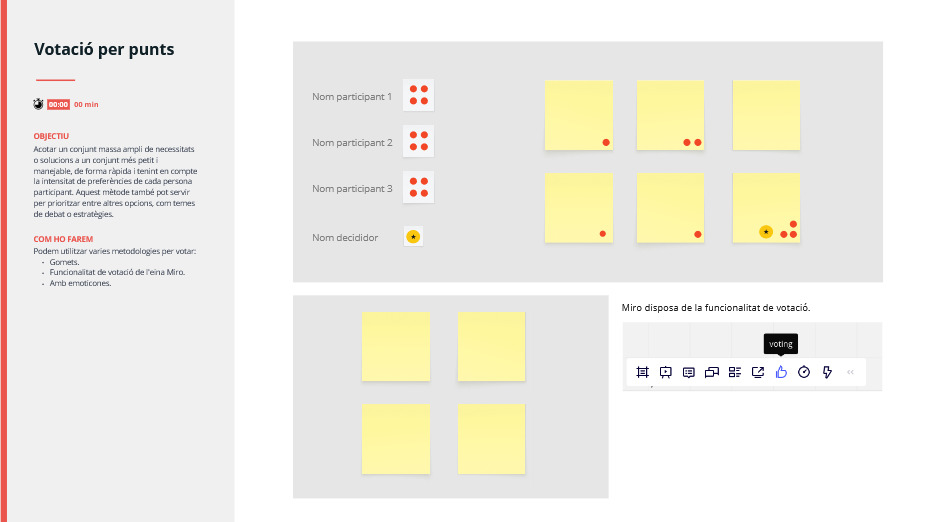 Votació per punts
00:00 00 min
OBJECTIU
Acotar un conjunt massa ampli de necessitats
o solucions a un conjunt més petit i
manejable, de forma ràpida i tenint en compte
la intensitat de preferències de cada persona
participant. Aquest mètode també pot servir
per prioritzar entre altres opcions, com temes
de debat o estratègies.
COM HO FAREM
Podem utilitzar varies metodologies per votar:
- Gomets.
- Funcionalitat de votació de l'eina Miro.
- Amb emoticones.
Nom participant 1
Nom participant 2
Nom participant 3
Nom decididor
Miro disposa de la funcionalitat de votació.
voting